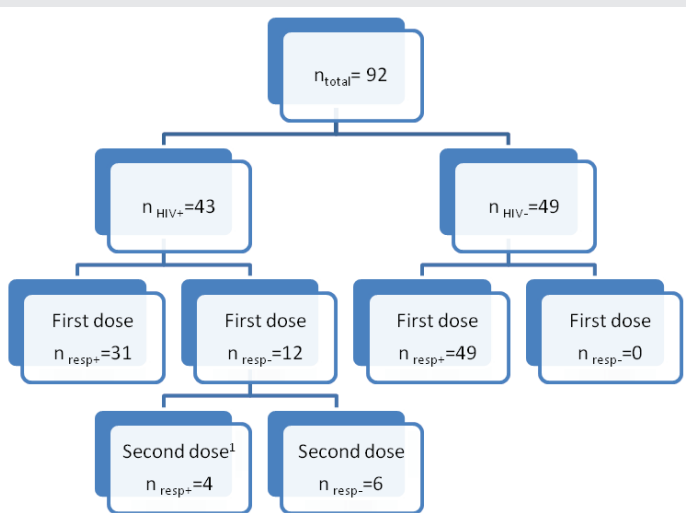 n total= 92
n HIV+=43
n HIV-=49
First dose
n resp+=31
First dose
n resp-=12
First dose
n resp+=49
First dose
n resp-=0
Second dose¹
n resp+=4
Second dose
n resp-=6